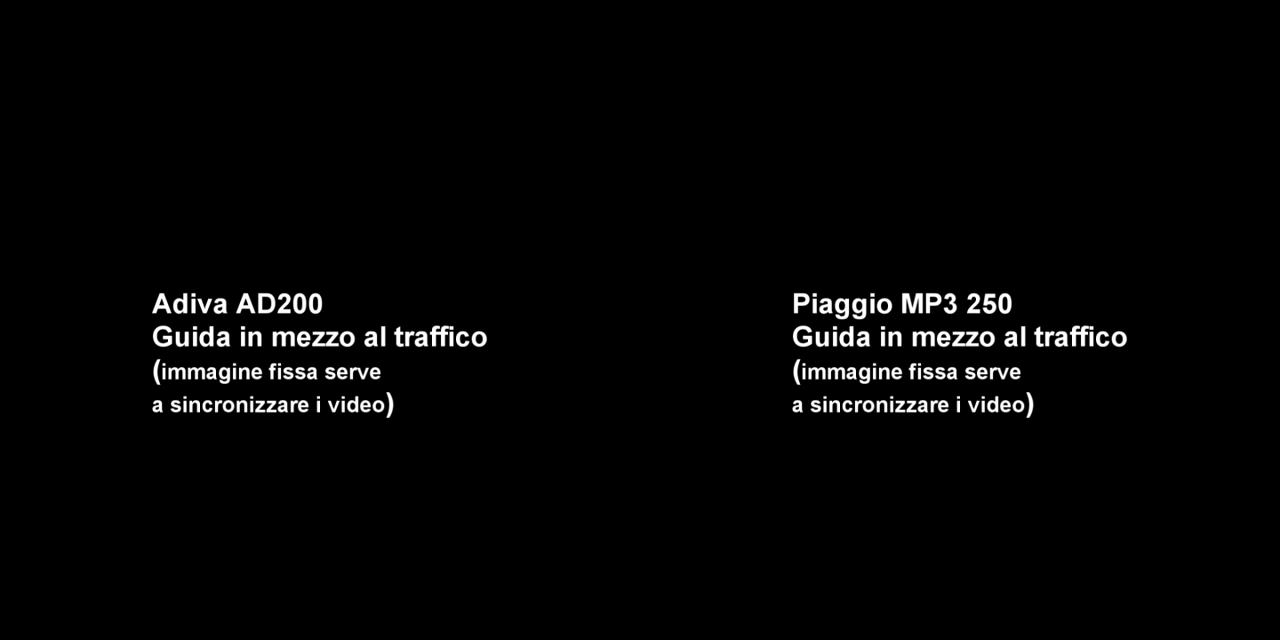 Adiva AD200
Guida in mezzo al traffico
(immagine fissa serve
a sincronizzare i video)
Piaggio MP3 250
Guida in mezzo al traffico
(immagine fissa serve
a sincronizzare i video)